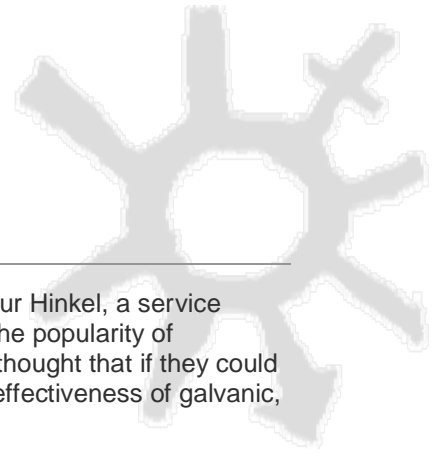 ur Hinkel, a service
he popularity of
thought that if they could
effectiveness of galvanic,